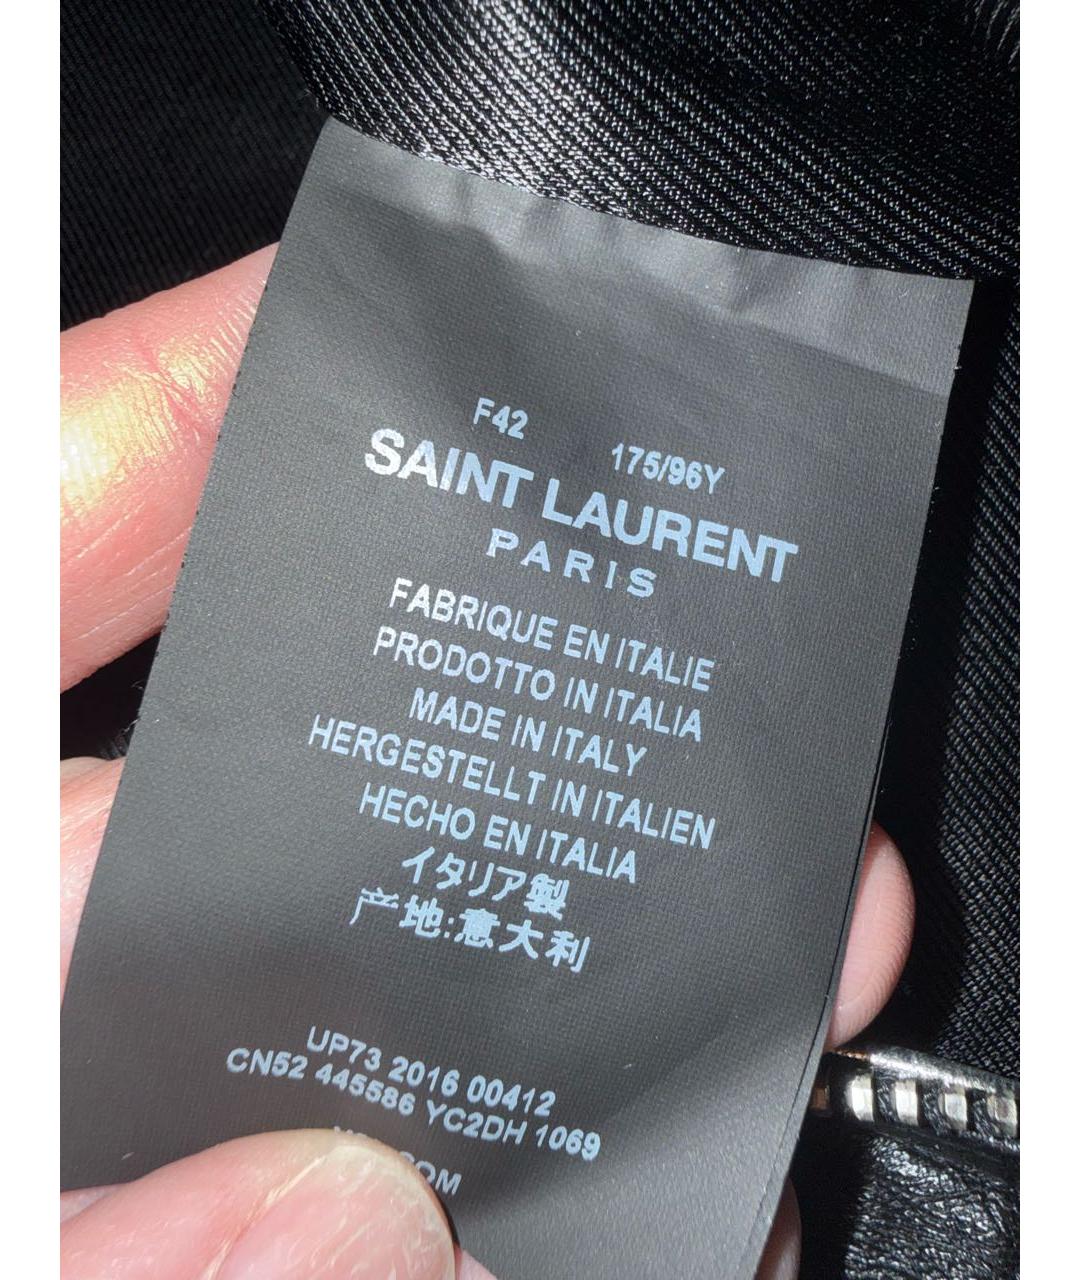 F42
175/96Y
SAINT LAURENT
PARIS
FABRIQUE EN ITALIE
PRODOTTO IN ITALIA
MADE IN ITALY
HERGESTELLT IN ITALIEN
HECHO EN ITALIA
イタリア製
产地:意大利
UP73 2016 00412
CN52 445586 YC2DH 1069